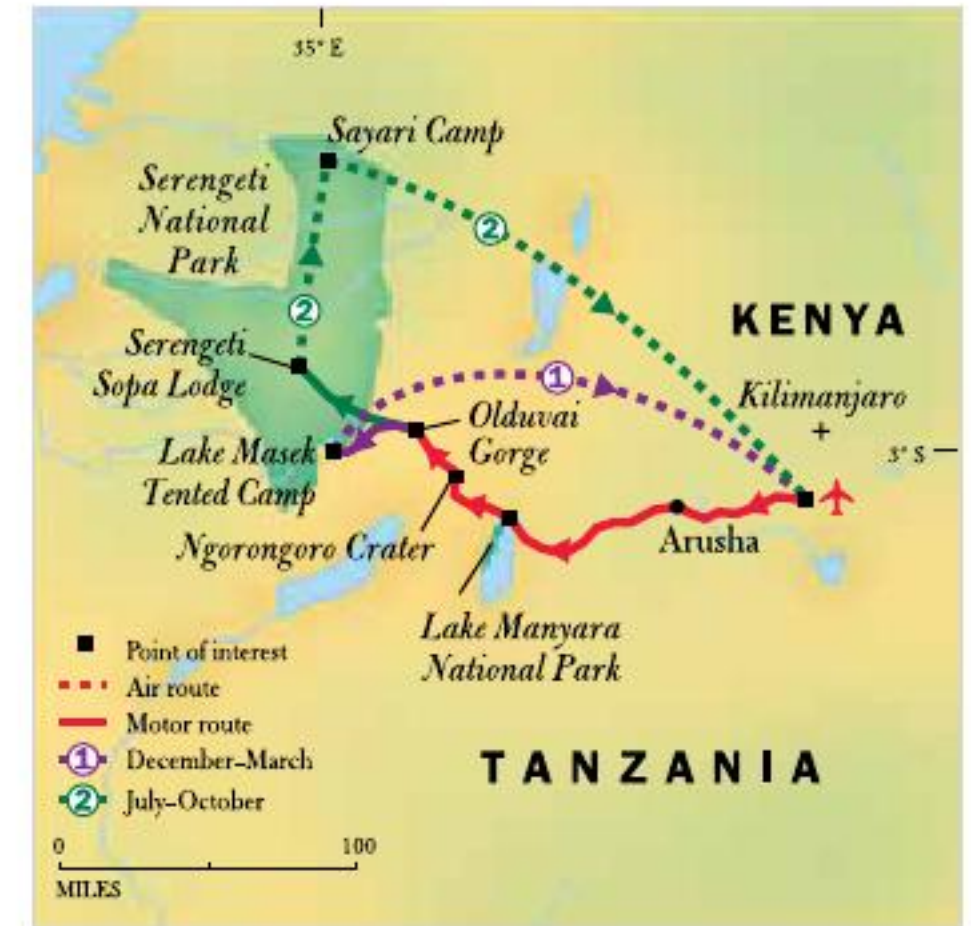 35° E
Sayari Camp
Serengeti
National
Park
2
2
KENYA
Serengeti
Sopa Lodge
1
Kilimanjaro
+
Olduvai
Gorge
3° S
Lake Masek
Tented Camp
Ngorongoro Crater
Arusha
Lake Manyara
National Park
Point of interest
Air route
Motor route
1 December–March
2 July–October
TANZANIA
0 100
MILES